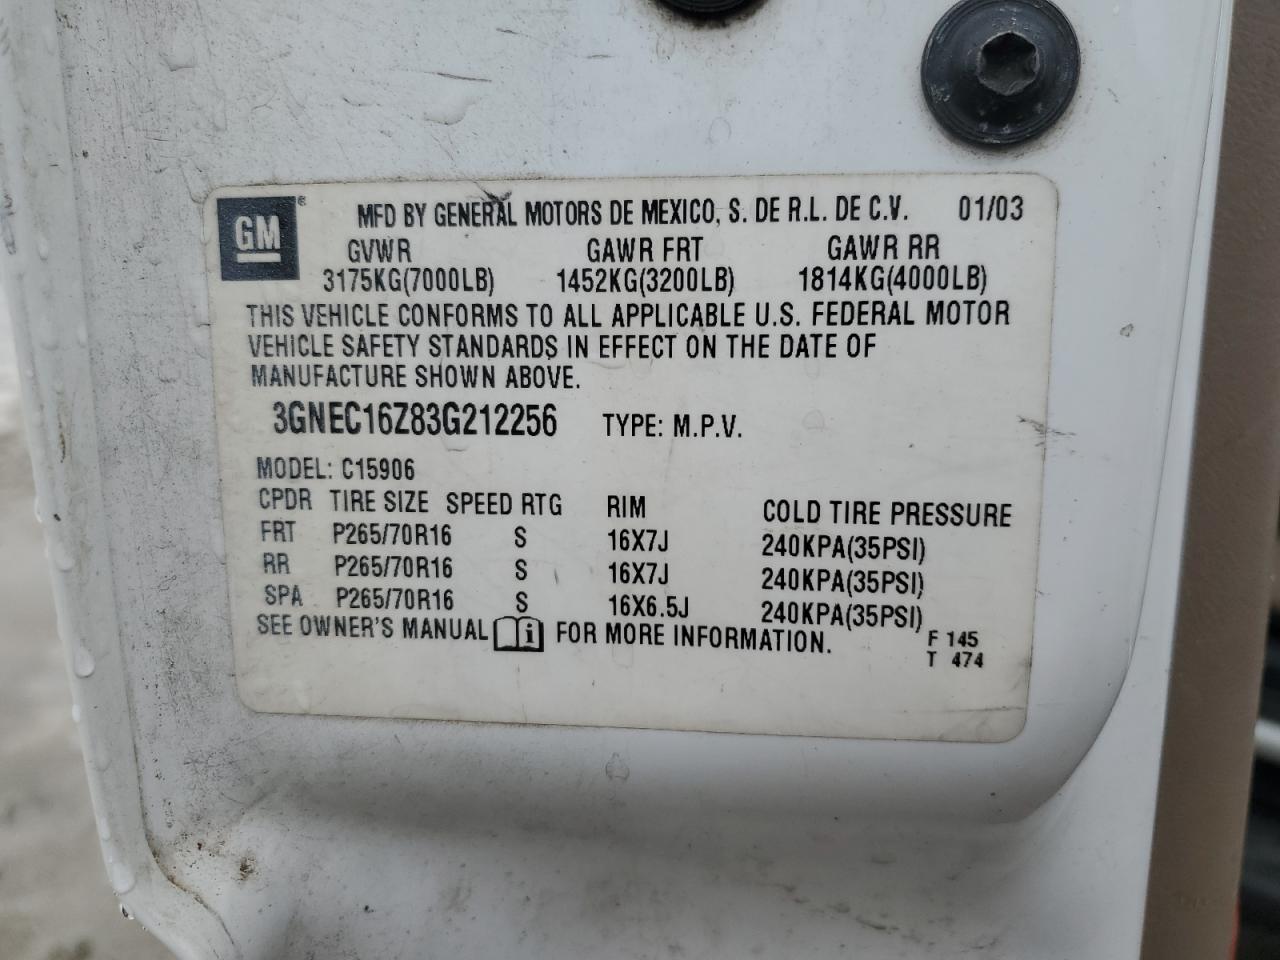 GM ® MFD BY GENERAL MOTORS DE MEXICO, S. DE R.L. DE C.V. 01/03
GVWR GAWR FRT GAWR RR
3175KG(7000LB) 1452KG(3200LB) 1814KG(4000LB)
THIS VEHICLE CONFORMS TO ALL APPLICABLE U.S. FEDERAL MOTOR
VEHICLE SAFETY STANDARDS IN EFFECT ON THE DATE OF
MANUFACTURE SHOWN ABOVE.
3GNEC16Z83G212256 TYPE: M.P.V.
MODEL: C15906
CPDR TIRE SIZE SPEED RTG RIM COLD TIRE PRESSURE
FRT P265/70R16 S 16X7J 240KPA(35PSI)
RR P265/70R16 S 16X7J 240KPA(35PSI)
SPA P265/70R16 S 16X6.5J 240KPA(35PSI)
SEE OWNER'S MANUAL i FOR MORE INFORMATION.
F 145
T 474